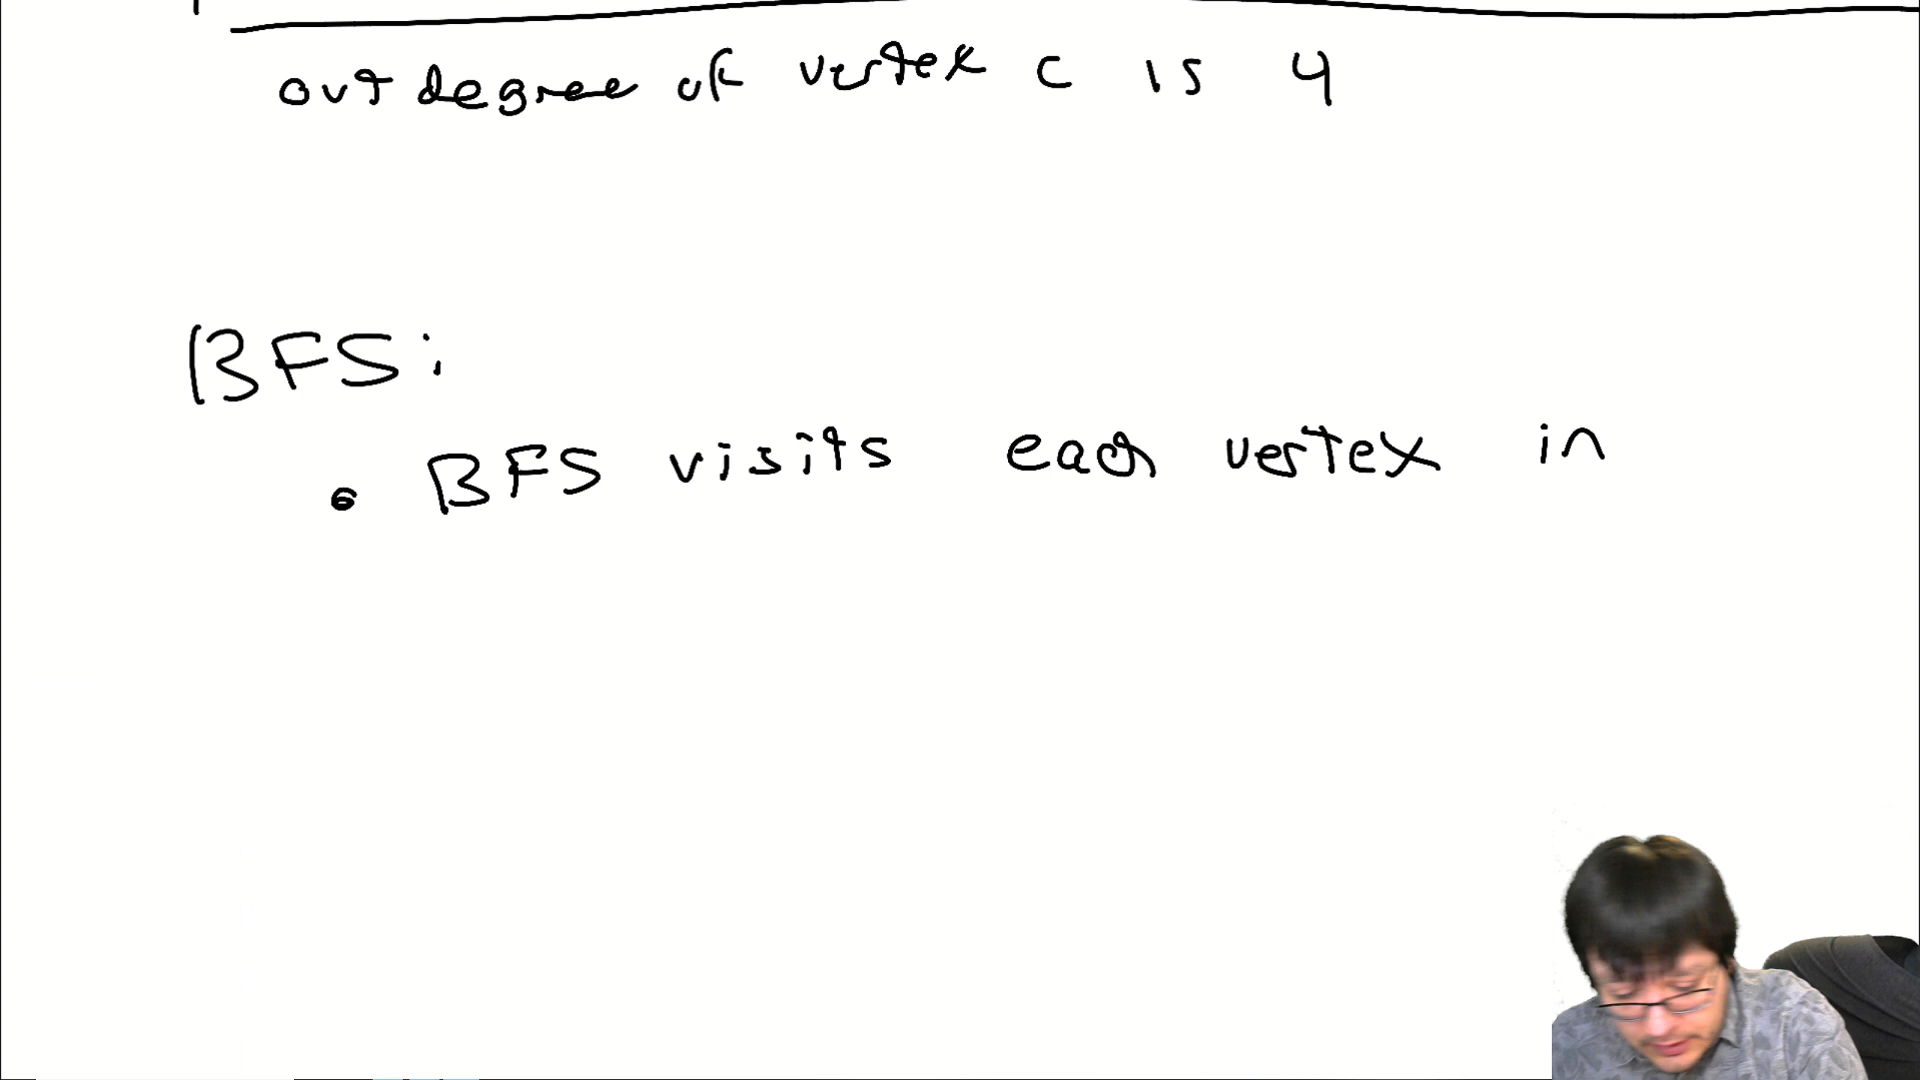 out degree of vertex c is 4
BFS:
• BFS visits each vertex in